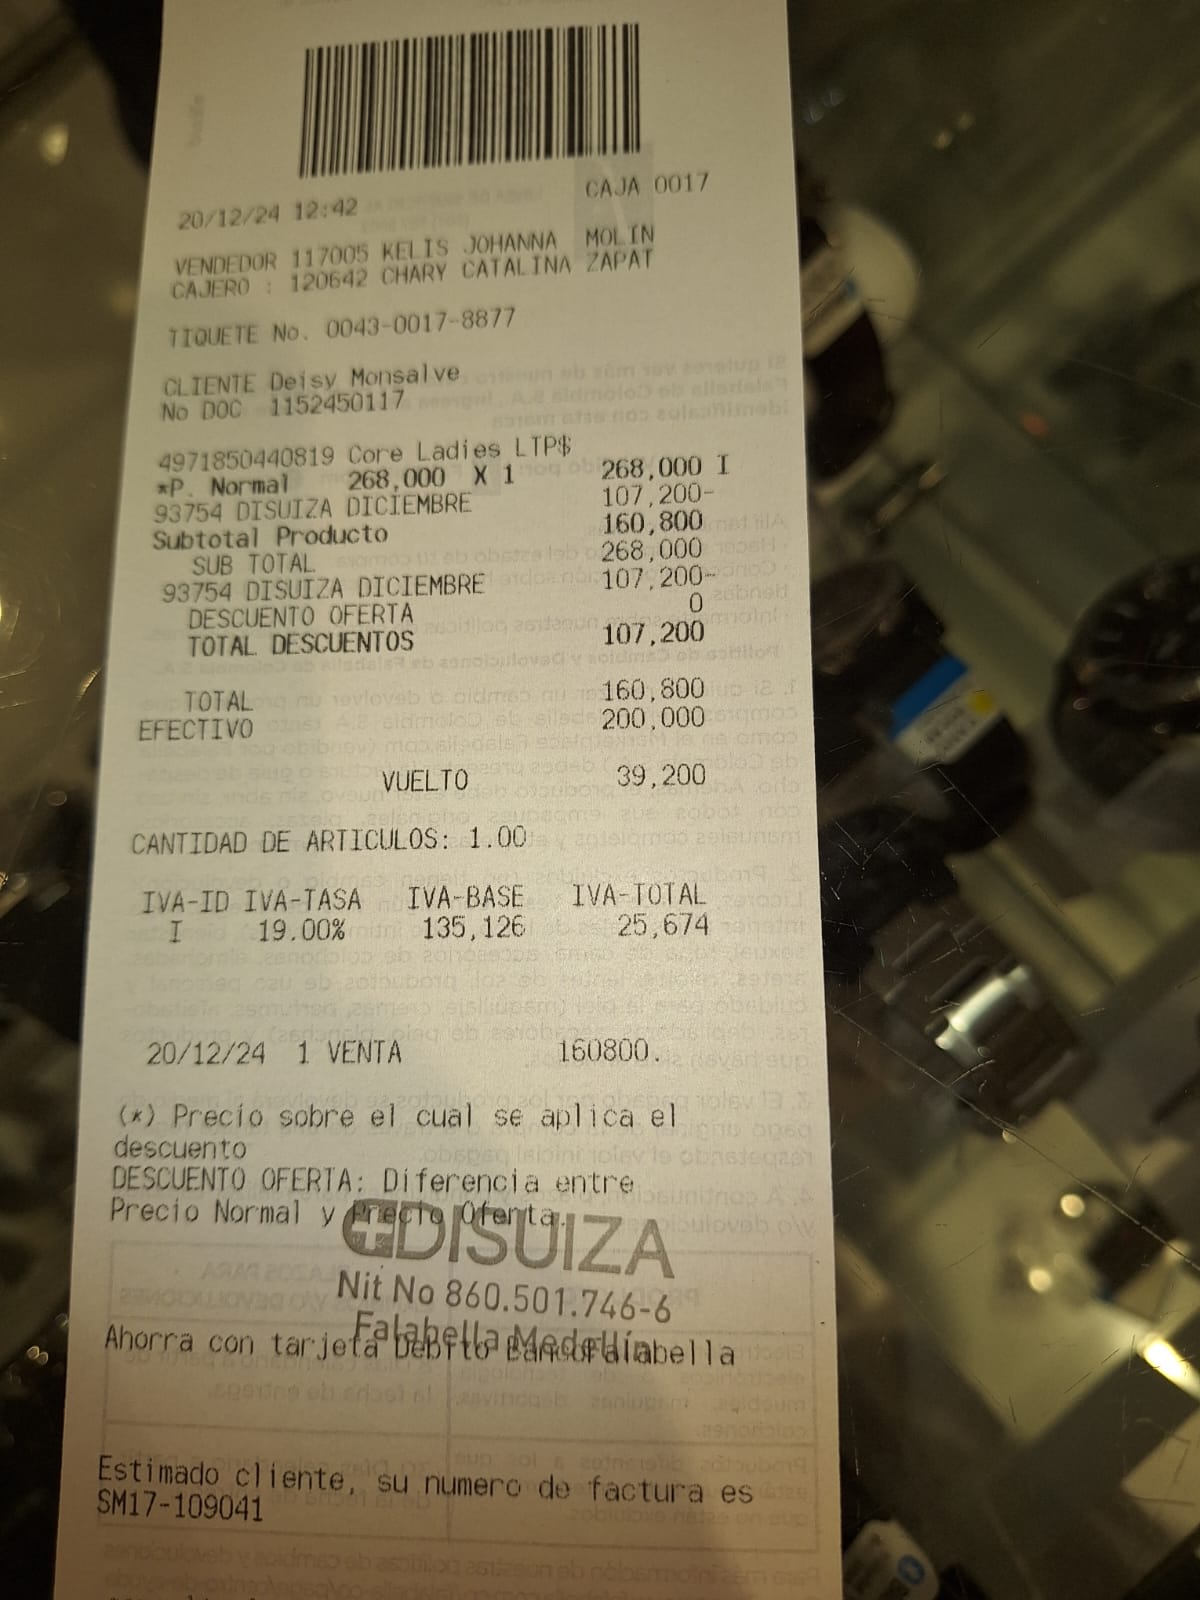 20/12/24 12:42 CAJA 0017
VENDEDOR 117005 KELIS JOHANNA MOLIN
CAJERO : 120642 CHARY CATALINA ZAPAT
TIQUETE No. 0043-0017-8877
CLIENTE Deisy Monsalve
No DOC 1152450117
4971850440819 Core Ladies LTP$
*P. Normal 268,000 X 1 268,000 I
93754 DISUIZA DICIEMBRE 107,200-
Subtotal Producto 160,800
SUB TOTAL 268,000
93754 DISUIZA DICIEMBRE 107,200-
DESCUENTO OFERTA 0
TOTAL DESCUENTOS 107,200
TOTAL 160,800
EFECTIVO 200,000
VUELTO 39,200
CANTIDAD DE ARTICULOS: 1.00
IVA-ID IVA-TASA IVA-BASE IVA-TOTAL
I 19.00% 135,126 25,674
20/12/24 1 VENTA 160800.
(*) Precio sobre el cual se aplica el
descuento
DESCUENTO OFERTA: Diferencia entre
Precio Normal y Precio Oferta.
DISUIZA
Nit No 860.501.746-6
Falabella Medellín
Ahorra con tarjeta Debito Banco Falabella
Estimado cliente, su numero de factura es
SM17-109041